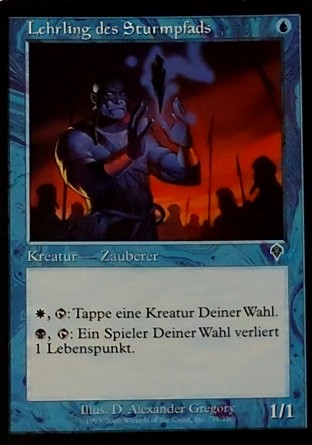 Lehrling des Sturmpfads
Kreatur — Zauberer
: Tappe eine Kreatur Deiner Wahl.
: Ein Spieler Deiner Wahl verliert
1 Lebenspunkt.
Illus. D. Alexander Gregory
1/1